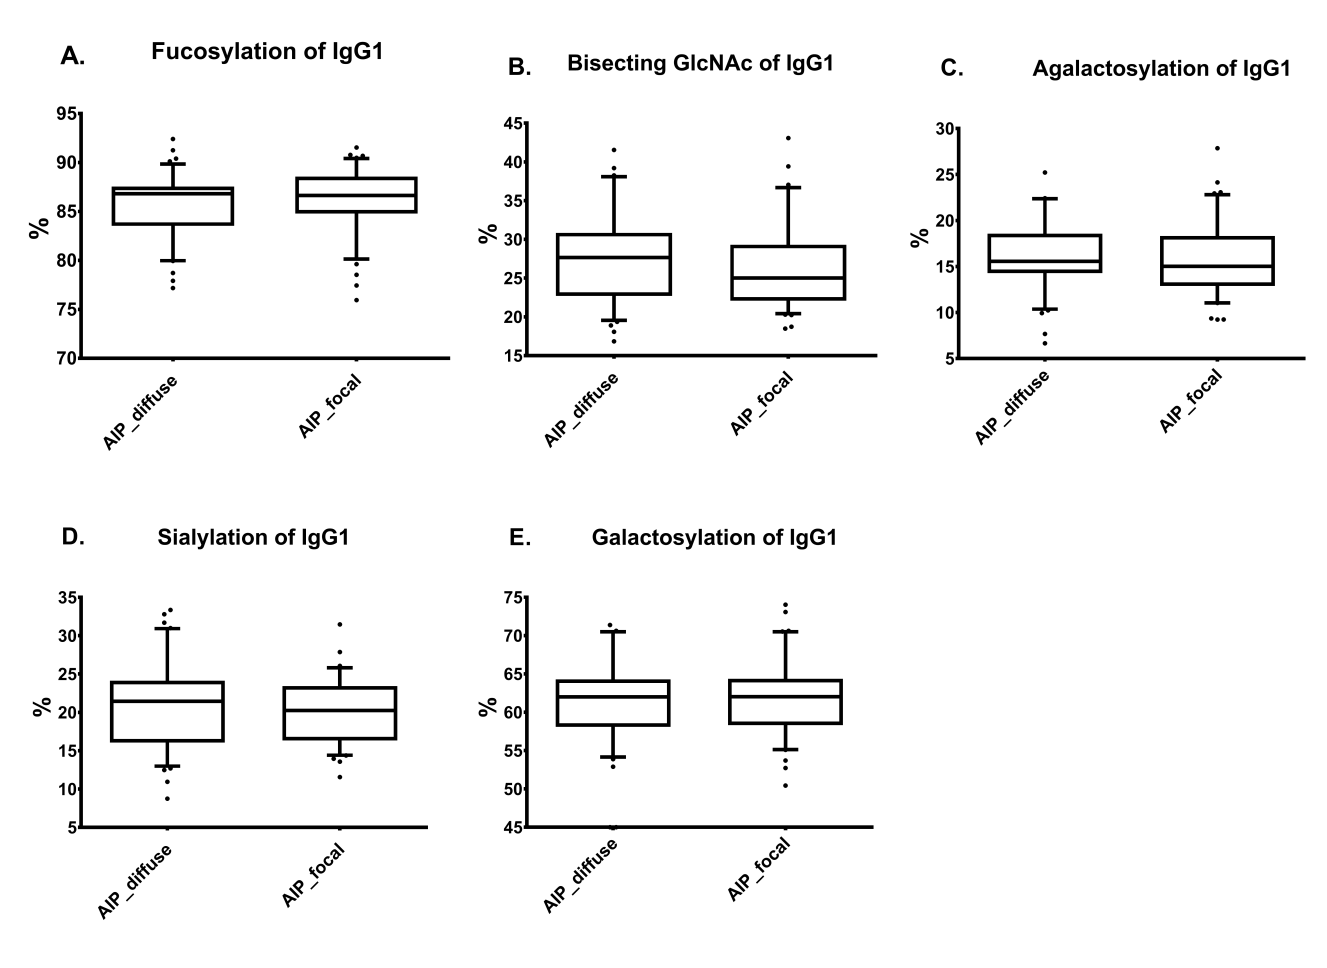 A. Fucosylation of IgG1
95
90
85
80
75
70
%
AIP_diffuse
AIP_focal
B. Bisecting GlcNAc of IgG1
45
40
35
30
25
20
15
%
AIP_diffuse
AIP_focal
C. Agalactosylation of IgG1
30
25
20
15
10
5
%
AIP_diffuse
AIP_focal
D. Sialylation of IgG1
35
30
25
20
15
10
5
%
AIP_diffuse
AIP_focal
E. Galactosylation of IgG1
75
70
65
60
55
50
45
%
AIP_diffuse
AIP_focal